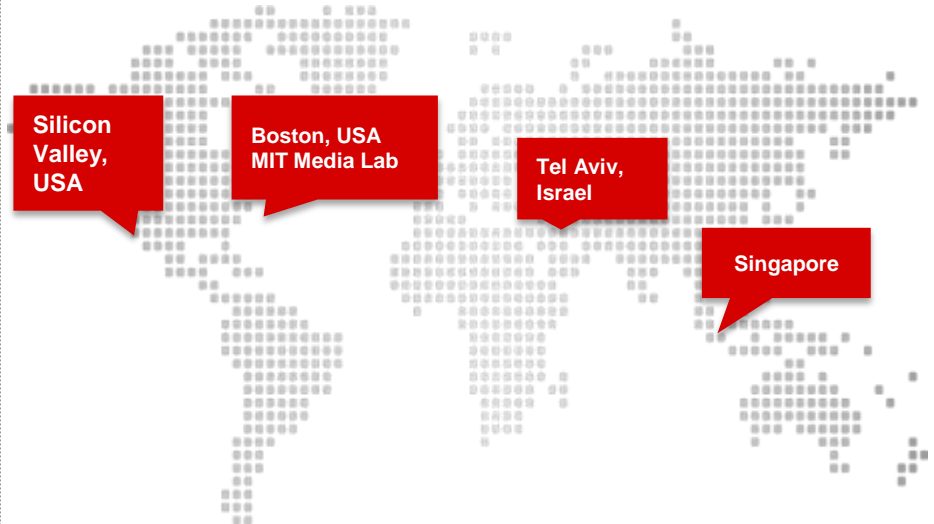 Silicon
Valley,
USA
Boston, USA
MIT Media Lab
Tel Aviv,
Israel
Singapore